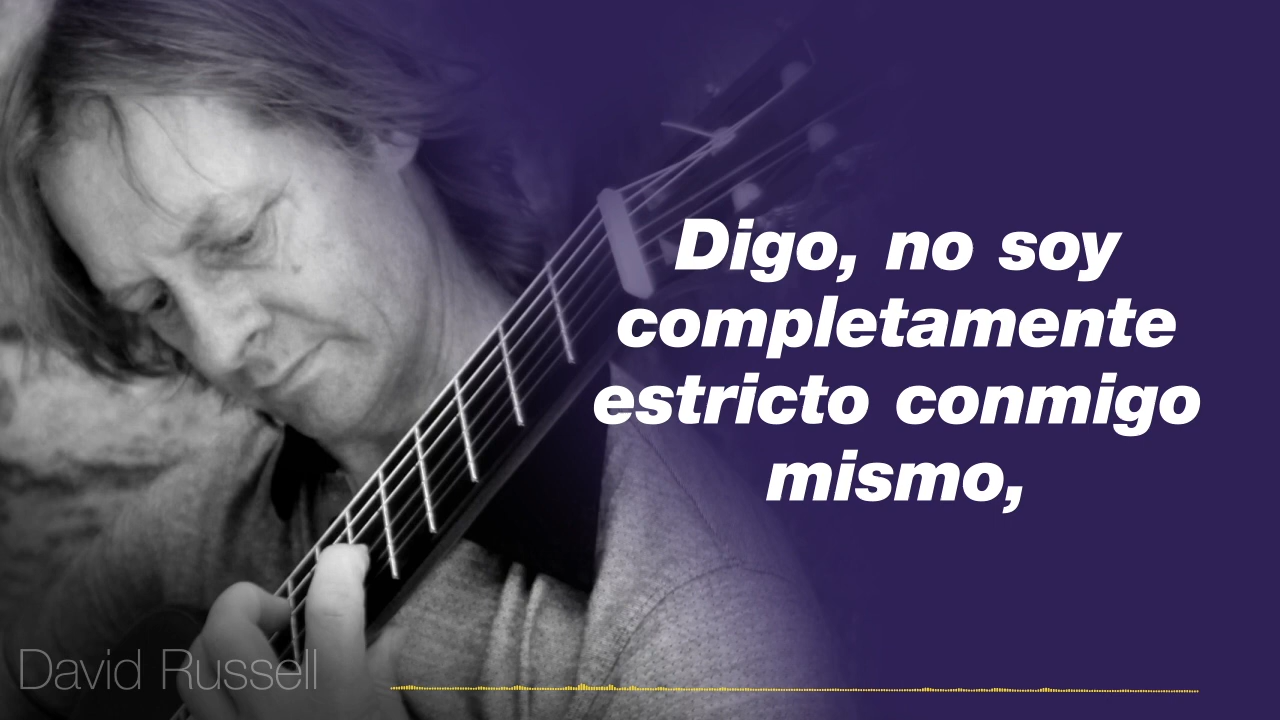 Digo, no soy
completamente
estricto conmigo
mismo,
David Russell